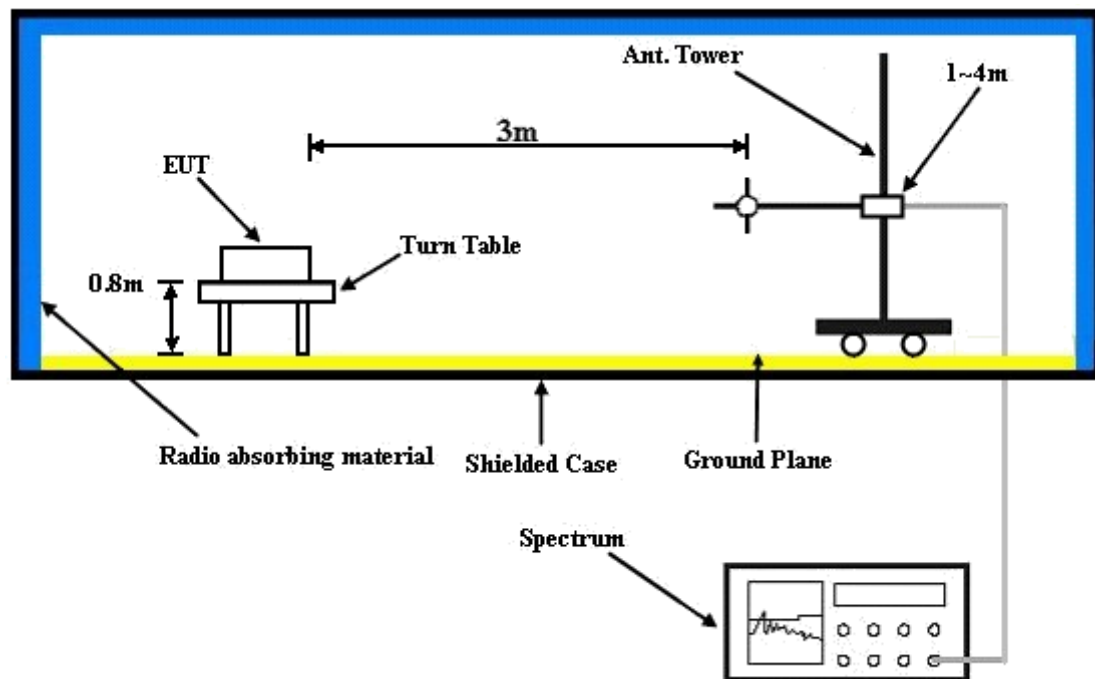 Ant. Tower
1~4m
3m
EUT
Turn Table
0.8m
Radio absorbing material
Shielded Case
Ground Plane
Spectrum